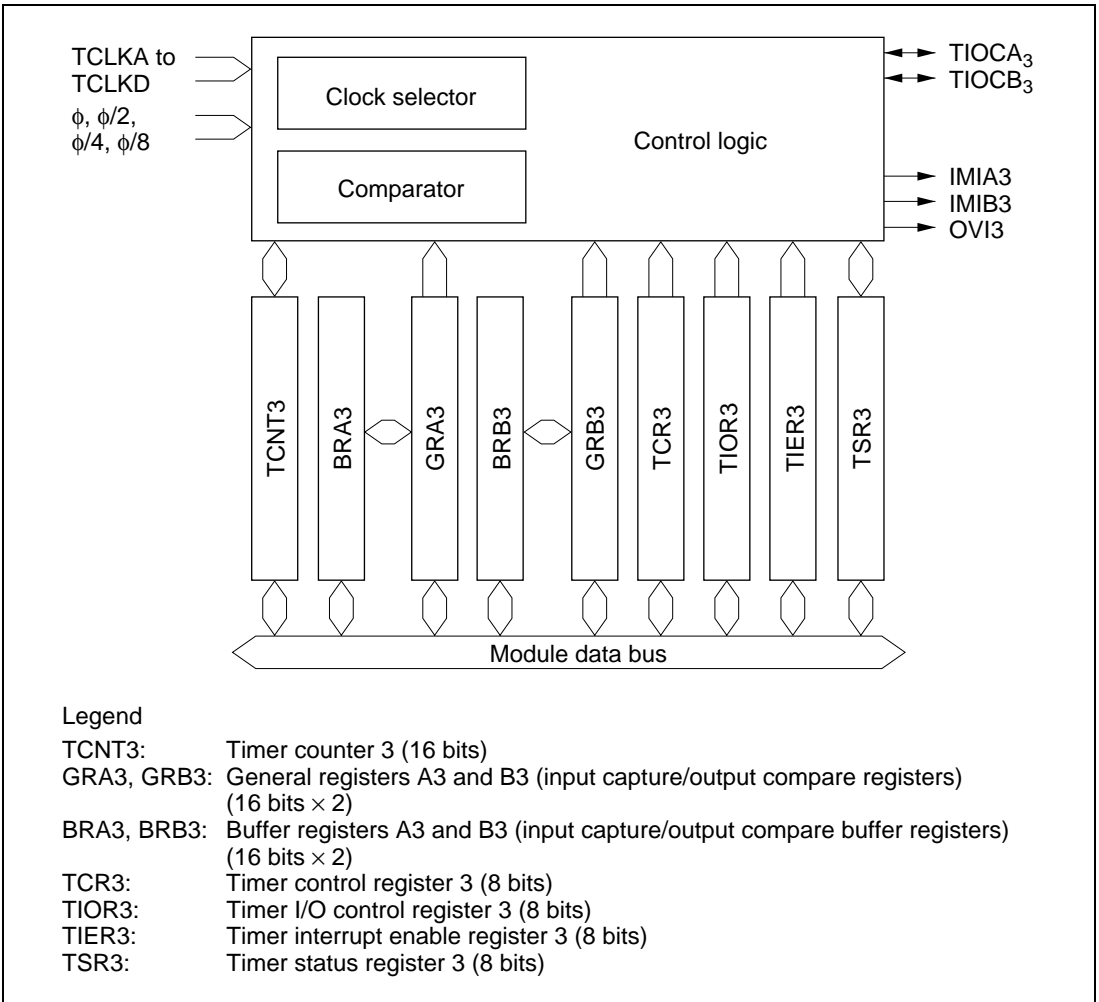 TCLKA to
TCLKD
ϕ, ϕ/2,
ϕ/4, ϕ/8
Clock selector
Comparator
Control logic
TIOCA₃
TIOCB₃
IMIA3
IMIB3
OVI3
TCNT3
BRA3
GRA3
BRB3
GRB3
TCR3
TIOR3
TIER3
TSR3
Module data bus
Legend
TCNT3: Timer counter 3 (16 bits)
GRA3, GRB3: General registers A3 and B3 (input capture/output compare registers)
(16 bits × 2)
BRA3, BRB3: Buffer registers A3 and B3 (input capture/output compare buffer registers)
(16 bits × 2)
TCR3: Timer control register 3 (8 bits)
TIOR3: Timer I/O control register 3 (8 bits)
TIER3: Timer interrupt enable register 3 (8 bits)
TSR3: Timer status register 3 (8 bits)